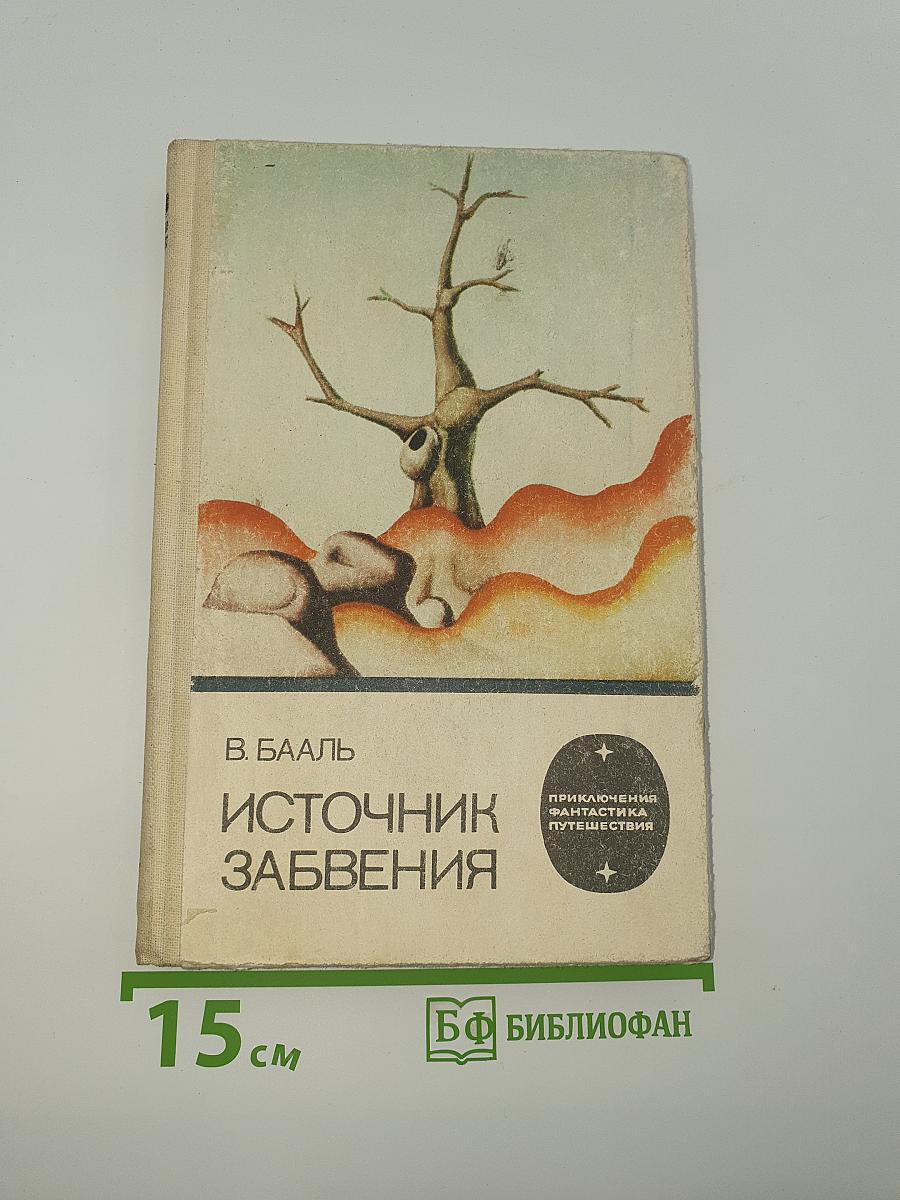 В. БААЛЬ
ИСТОЧНИК
ЗАБВЕНИЯ
ПРИКЛЮЧЕНИЯ
ФАНТАСТИКА
ПУТЕШЕСТВИЯ
15 см
БФ БИБЛИОФАН